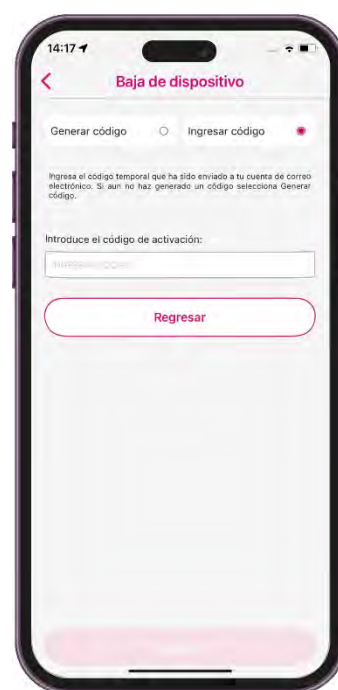 14:17
Baja de dispositivo
Generar código
Ingresar código
Ingresa el código temporal que ha sido enviado a tu cuenta de correo
electrónico. Si aun no haz generado un código selecciona Generar
código.
Introduce el código de activación:
Regresar